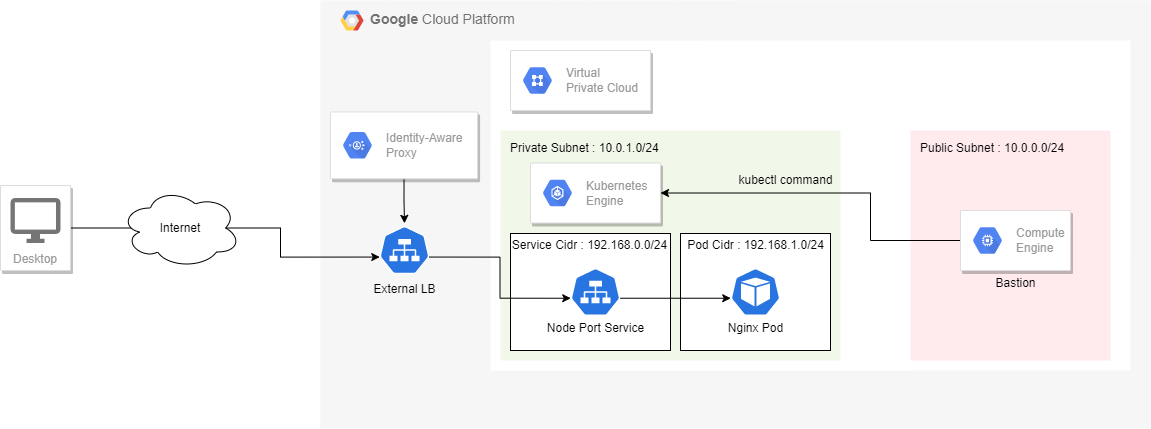 Google Cloud Platform
Virtual
Private Cloud
Identity-Aware
Proxy
Private Subnet : 10.0.1.0/24
Public Subnet : 10.0.0.0/24
Kubernetes
Engine
kubectl command
Desktop
Internet
External LB
Service Cidr : 192.168.0.0/24
Pod Cidr : 192.168.1.0/24
Compute
Engine
Bastion
Node Port Service
Nginx Pod